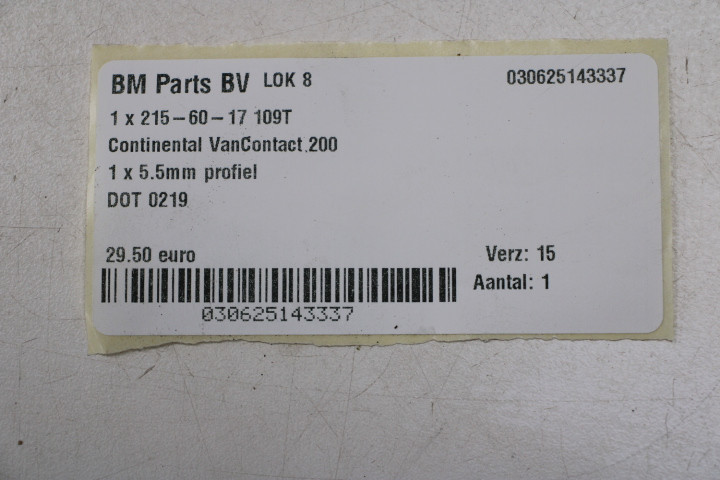 BM Parts BV LOK 8 030625143337
1 x 215-60-17 109T
Continental VanContact 200
1 x 5.5mm profiel
DOT 0219
29.50 euro Verz: 15
Aantal: 1
030625143337